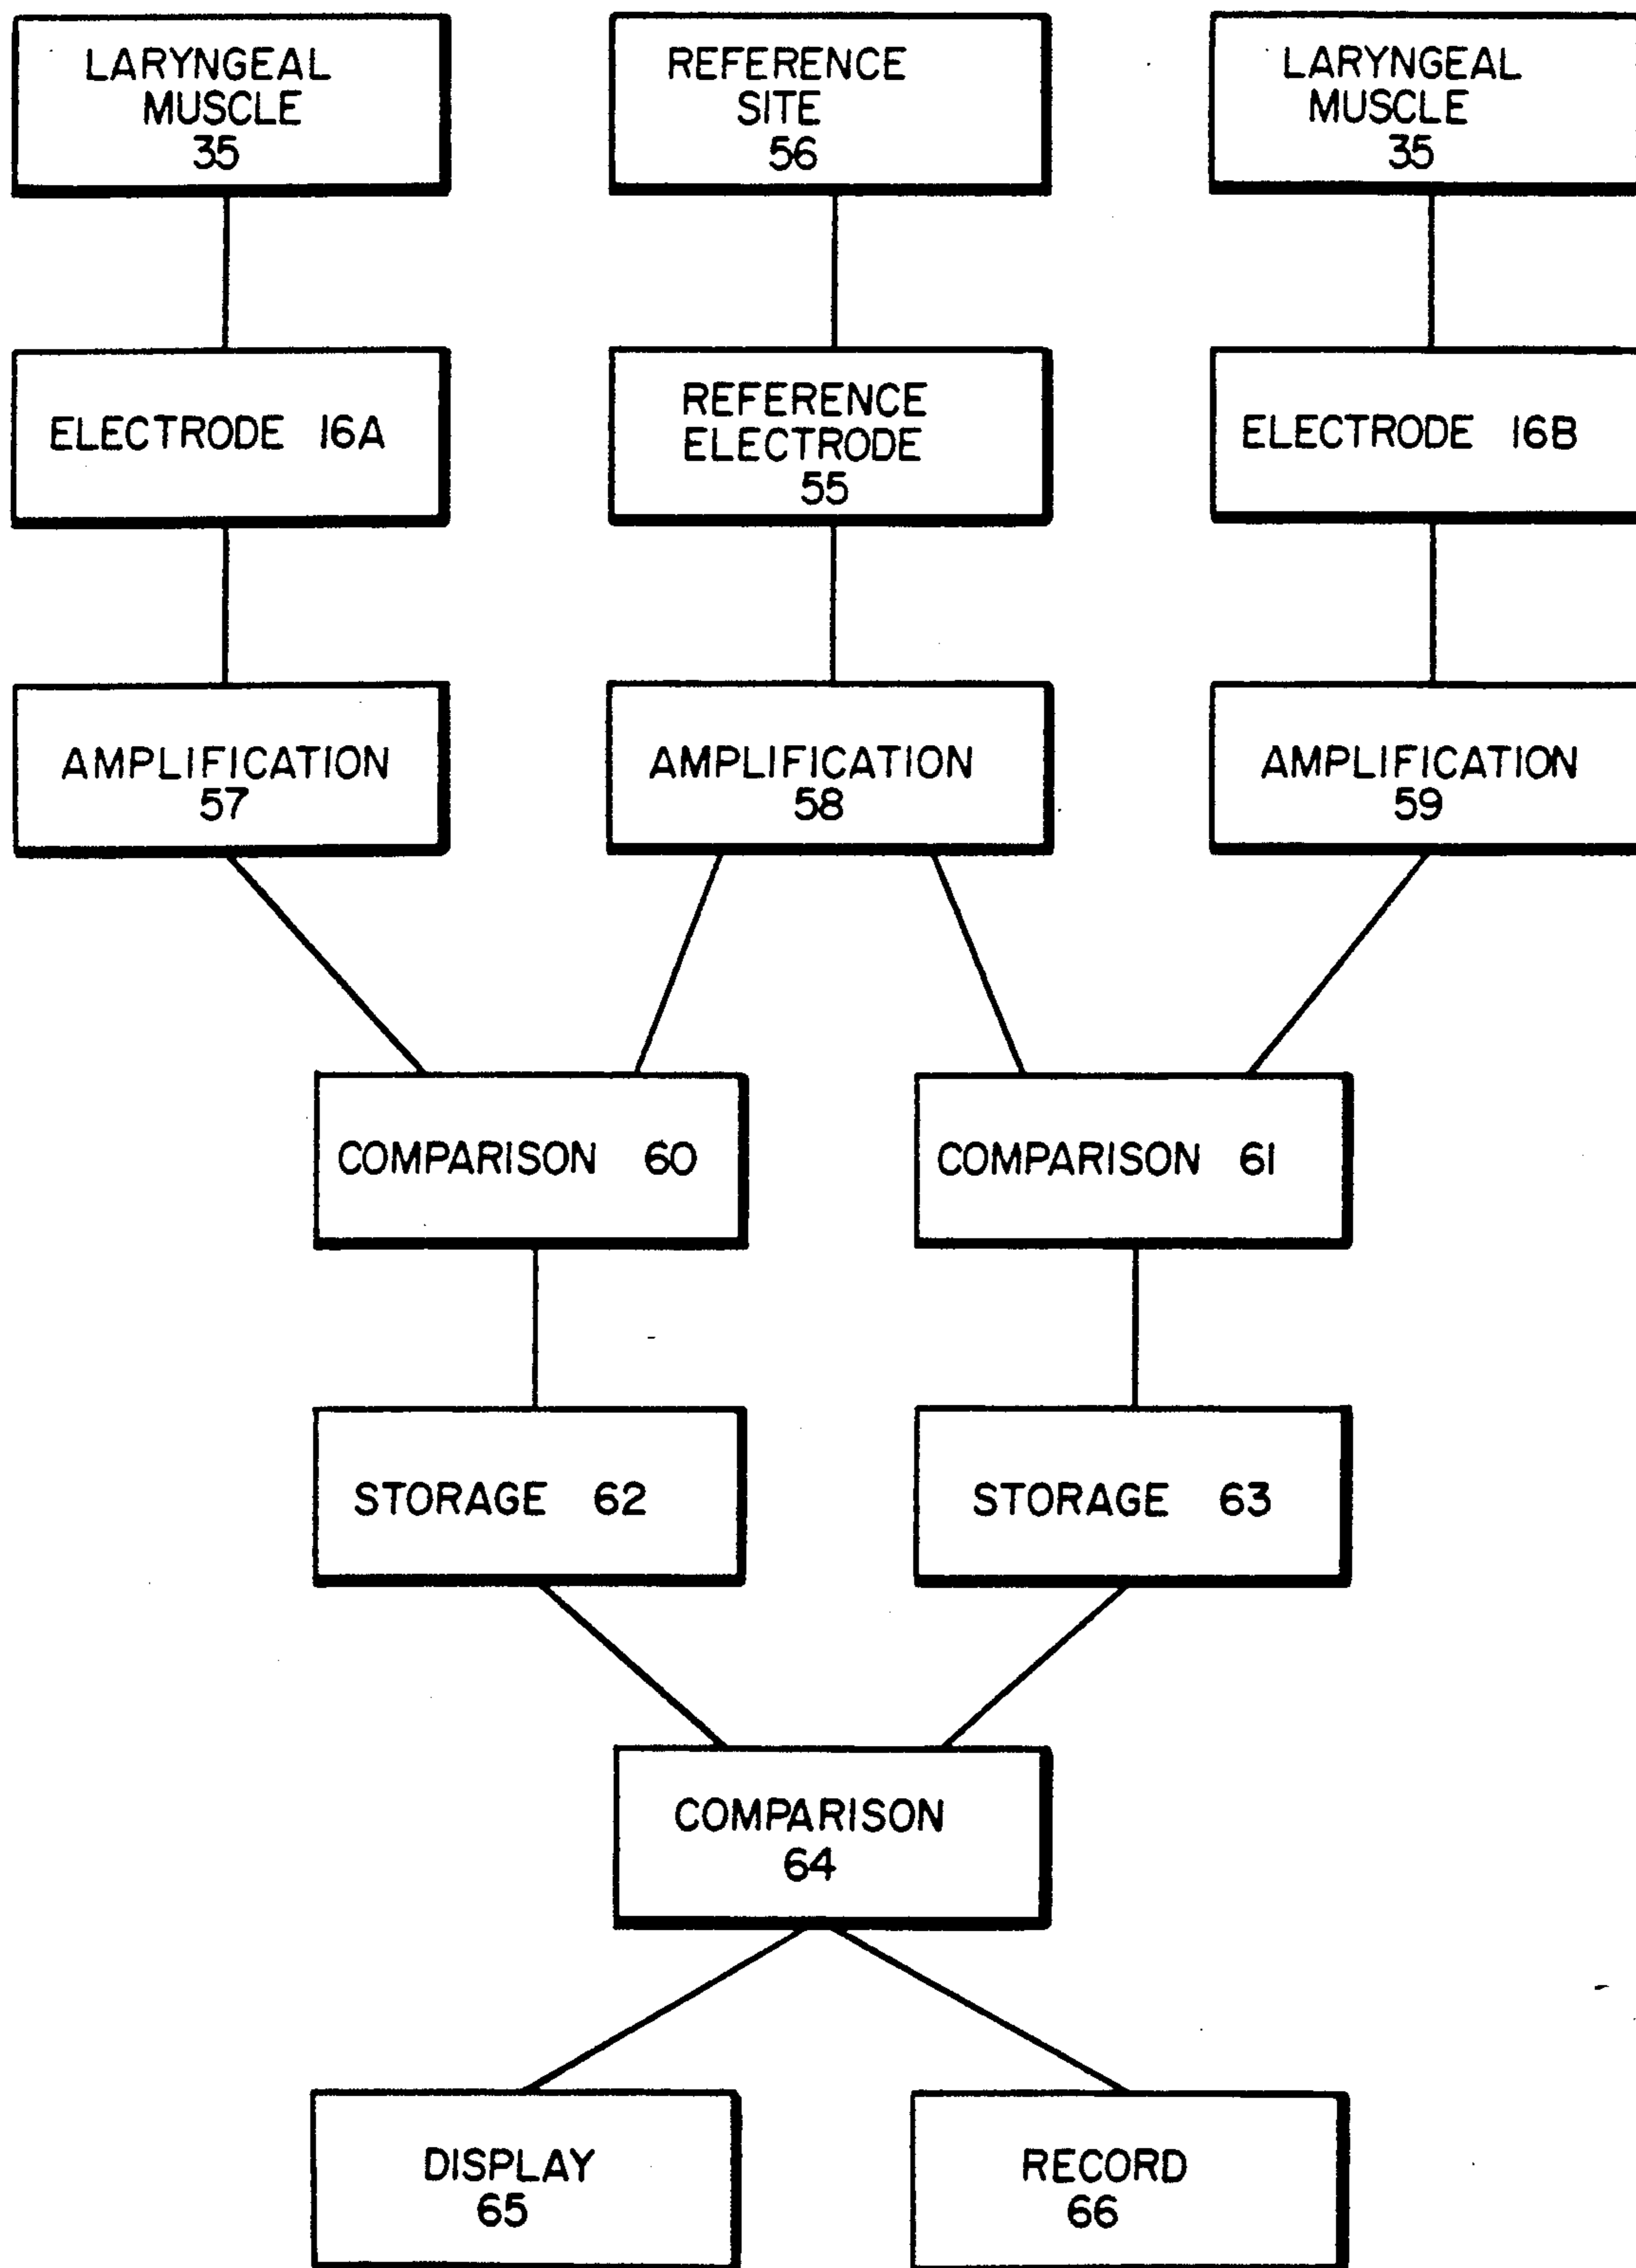 LARYNGEAL
MUSCLE
35
REFERENCE
SITE
56
LARYNGEAL
MUSCLE
35
ELECTRODE 16A
REFERENCE
ELECTRODE
55
ELECTRODE 16B
AMPLIFICATION
57
AMPLIFICATION
58
AMPLIFICATION
59
COMPARISON 60
COMPARISON 61
STORAGE 62
STORAGE 63
COMPARISON
64
DISPLAY
65
RECORD
66